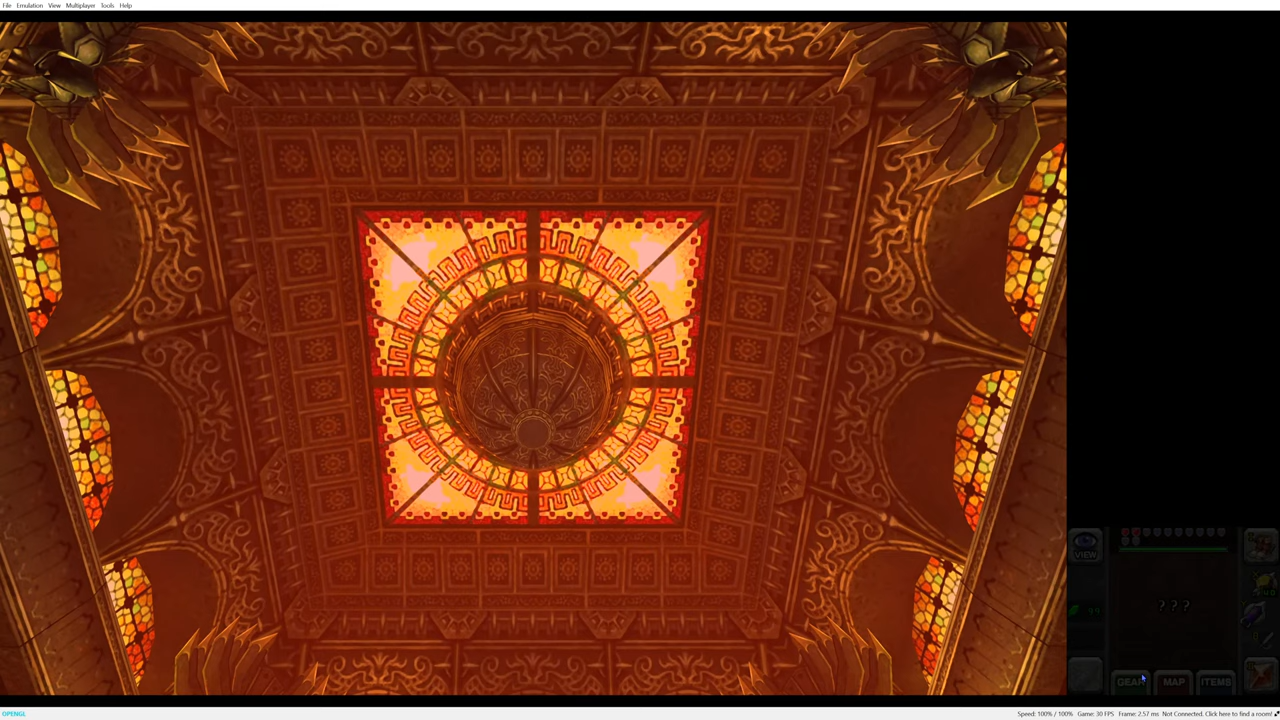 File Emulation View Multiplayer Tools Help
VIEW
99
???
GEAR MAP ITEMS
OPENGL Speed: 100% / 100% Game: 30 FPS Frame: 2.57 ms Not Connected. Click here to find a room!